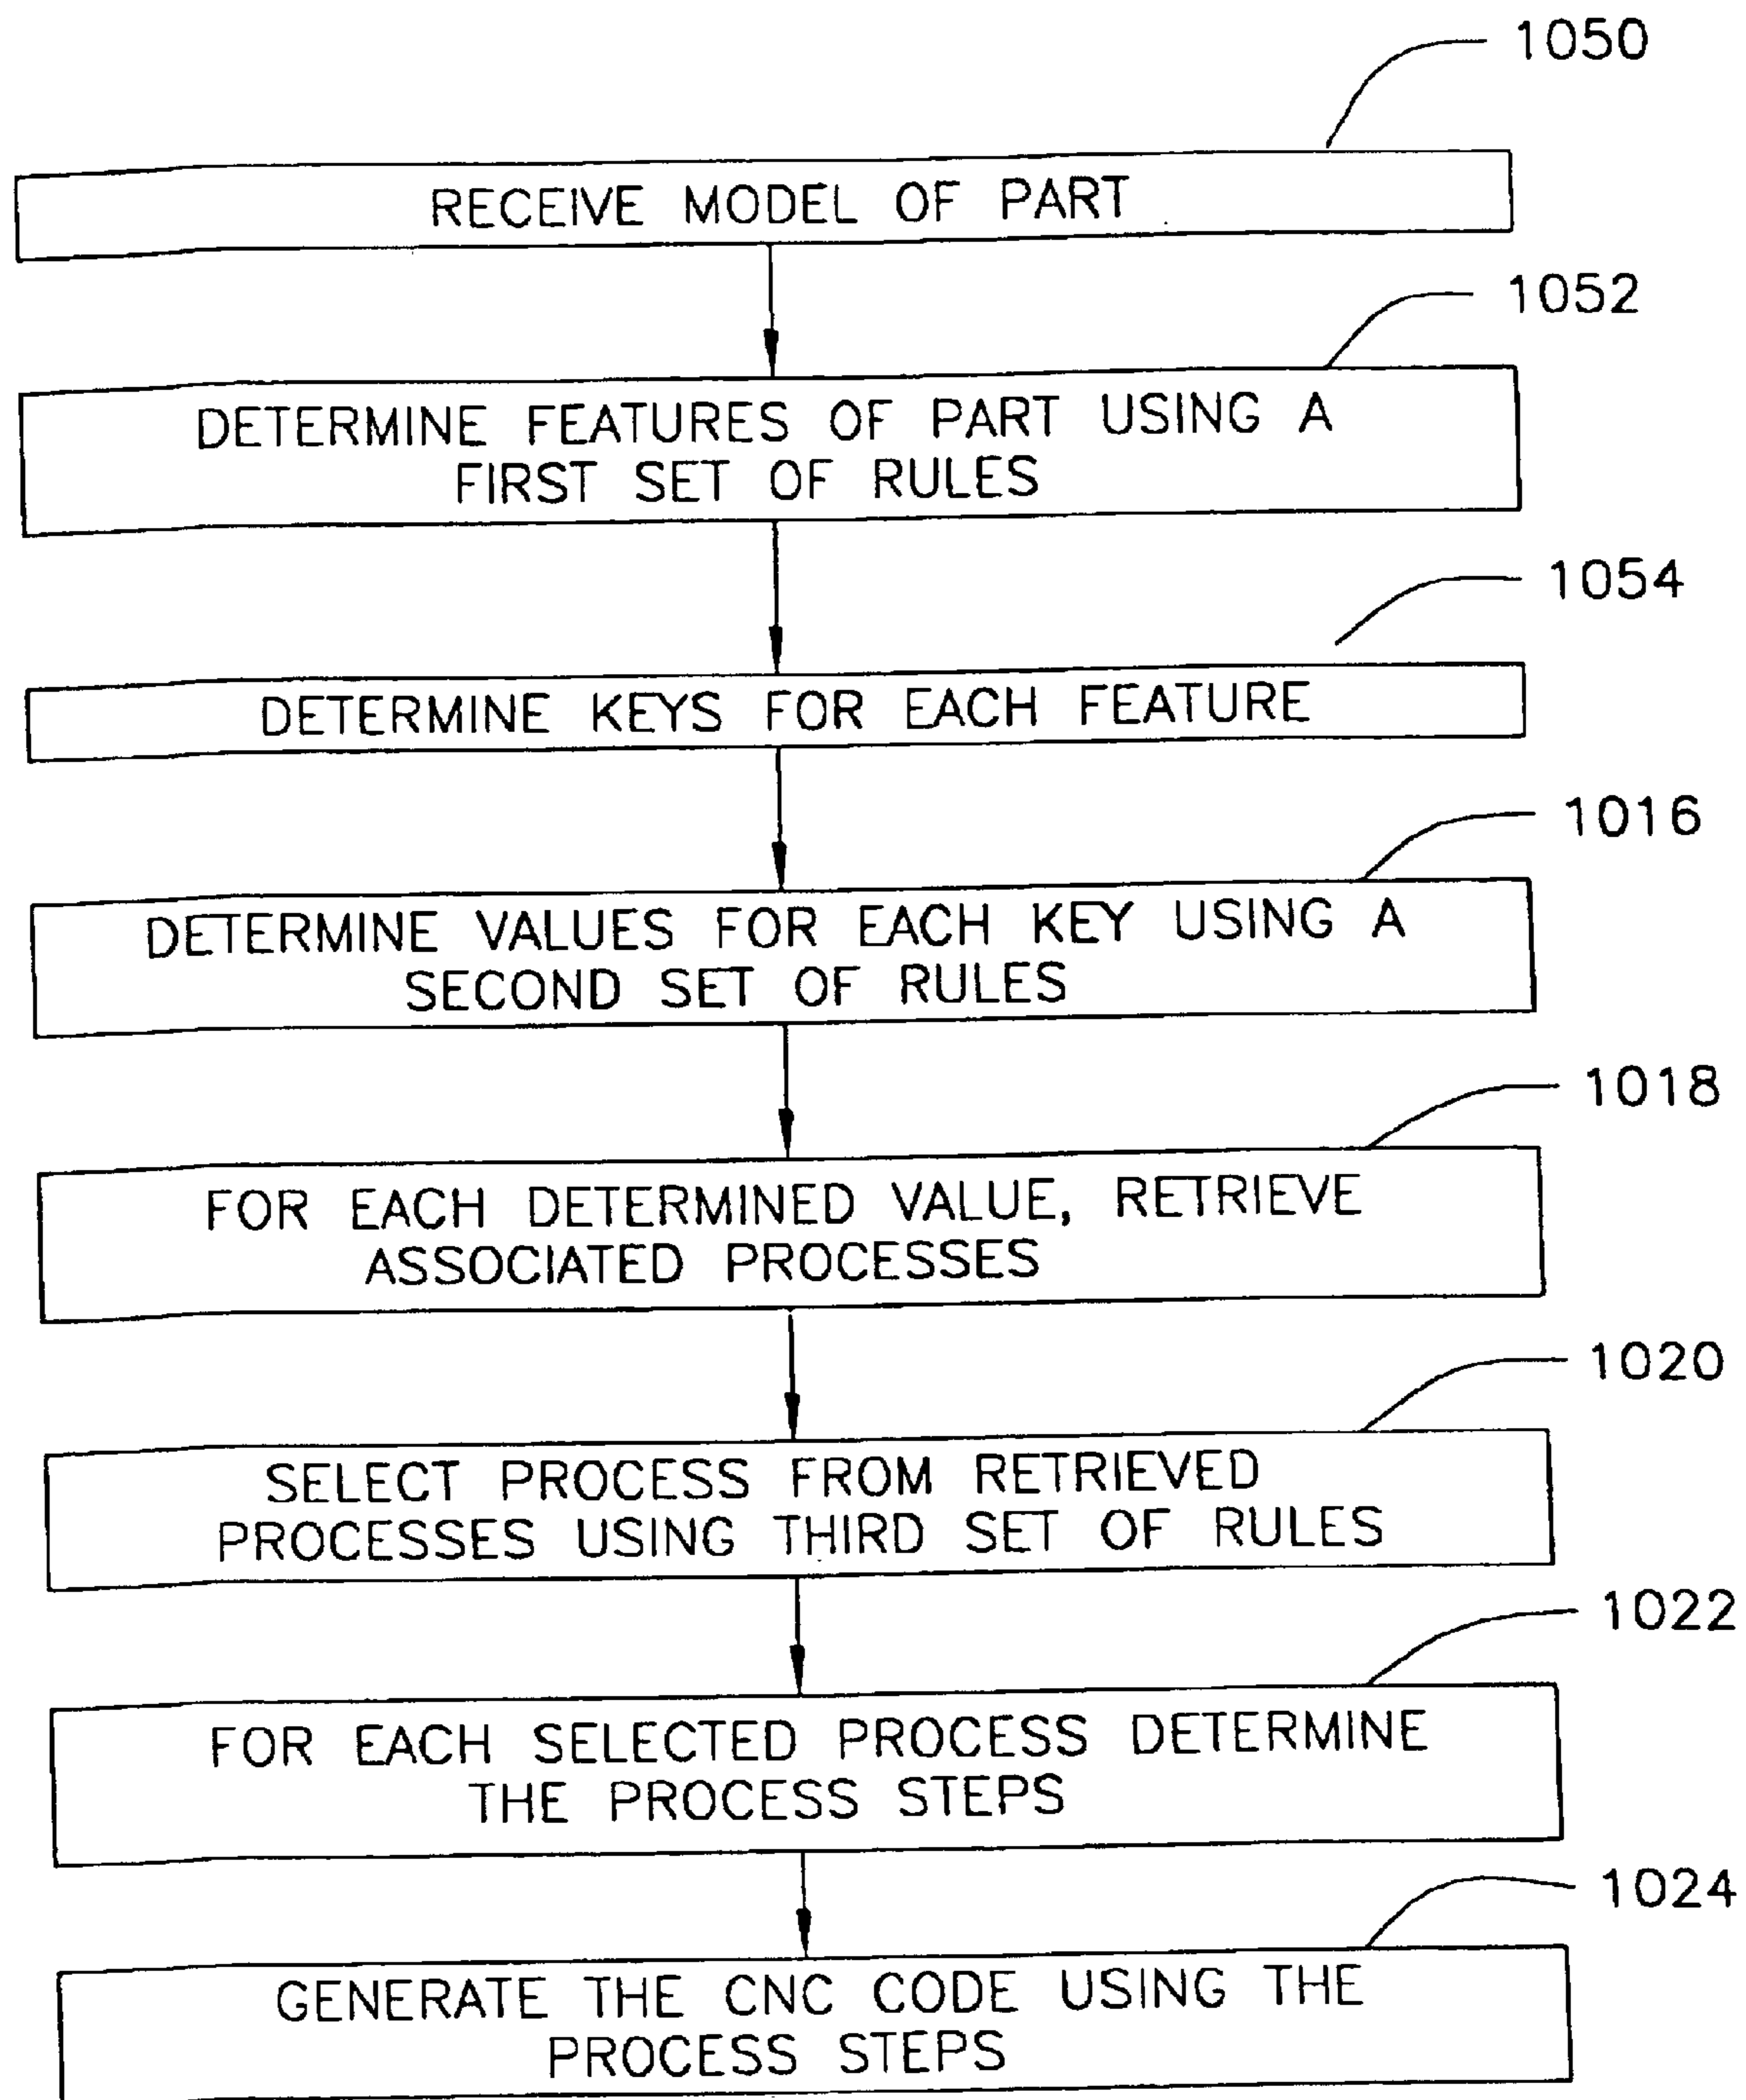 1050
RECEIVE MODEL OF PART
1052
DETERMINE FEATURES OF PART USING A
FIRST SET OF RULES
1054
DETERMINE KEYS FOR EACH FEATURE
1016
DETERMINE VALUES FOR EACH KEY USING A
SECOND SET OF RULES
1018
FOR EACH DETERMINED VALUE, RETRIEVE
ASSOCIATED PROCESSES
1020
SELECT PROCESS FROM RETRIEVED
PROCESSES USING THIRD SET OF RULES
1022
FOR EACH SELECTED PROCESS DETERMINE
THE PROCESS STEPS
1024
GENERATE THE CNC CODE USING THE
PROCESS STEPS